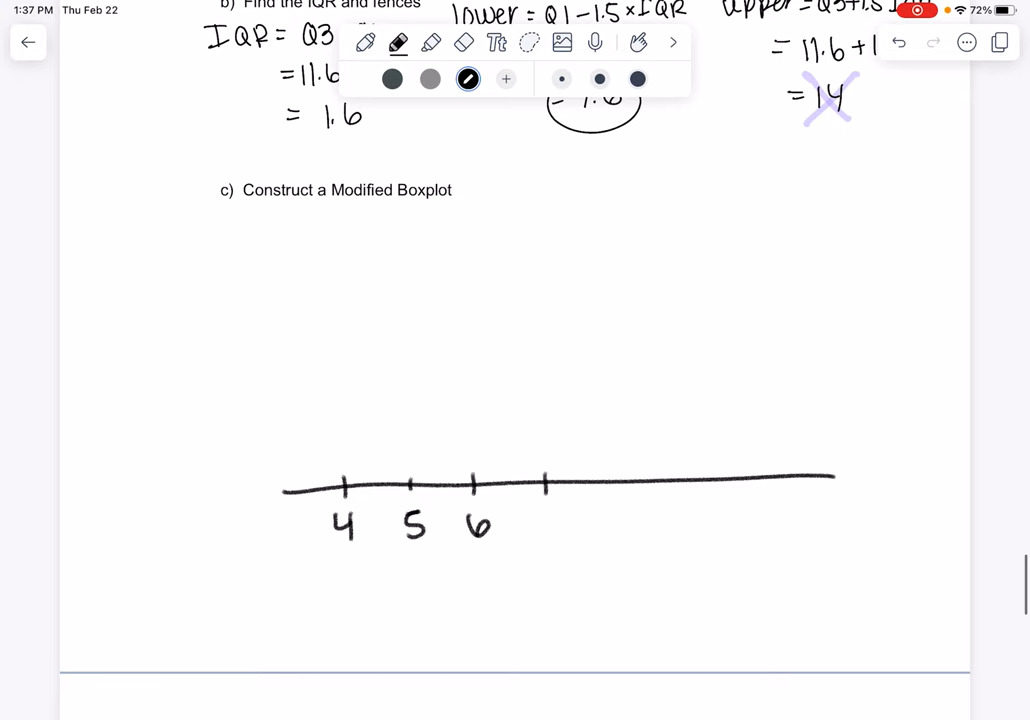 1:37 PM Thu Feb 22
72%
b) Find the IQR and fences
lower = Q1 - 1.5 × IQR
IQR = Q3
= 11.6 + 1
= 11.6
= 14
= 1.6
Tt
c) Construct a Modified Boxplot
4 5 6